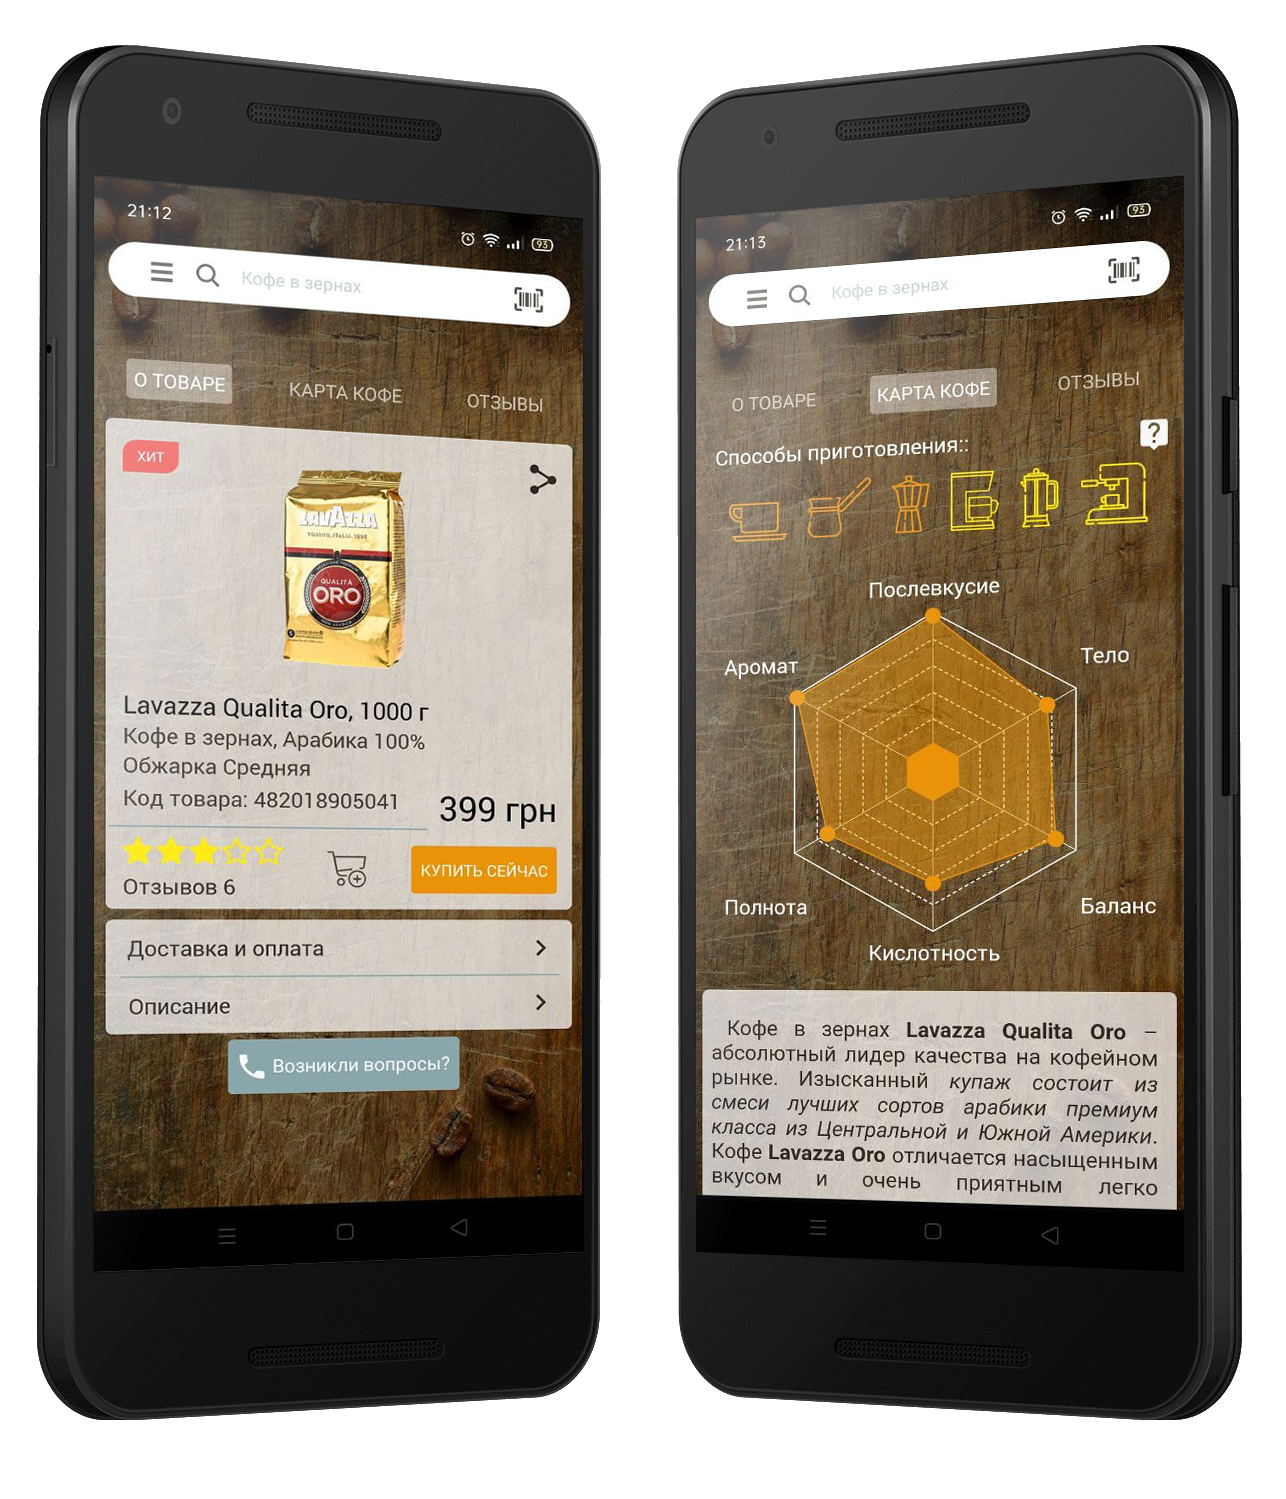 21:12
93
Кофе в зернах
О ТОВАРЕ
КАРТА КОФЕ
ОТЗЫВЫ
ХИТ
LAVAZZA
TORINO, ITALIA, 1895
QUALITÀ
ORO
Lavazza Qualita Oro, 1000 г
Кофе в зернах, Арабика 100%
Обжарка Средняя
Код товара: 482018905041
399 грн
КУПИТЬ СЕЙЧАС
Отзывов 6
Доставка и оплата
Описание
Возникли вопросы?
21:13
93
Кофе в зернах
О ТОВАРЕ
КАРТА КОФЕ
ОТЗЫВЫ
?
Способы приготовления::
Послевкусие
Тело
Аромат
Полнота
Баланс
Кислотность
Кофе в зернах Lavazza Qualita Oro –
абсолютный лидер качества на кофейном
рынке. Изысканный купаж состоит из
смеси лучших сортов арабики премиум
класса из Центральной и Южной Америки.
Кофе Lavazza Oro отличается насыщенным
вкусом и очень приятным легко